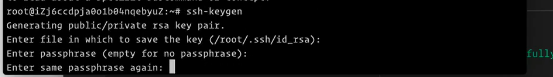 root@iZj6ccdpja0o1b04nqebyuZ:~# ssh-keygen
Generating public/private rsa key pair.
Enter file in which to save the key (/root/.ssh/id_rsa):
Enter passphrase (empty for no passphrase):
Enter same passphrase again: